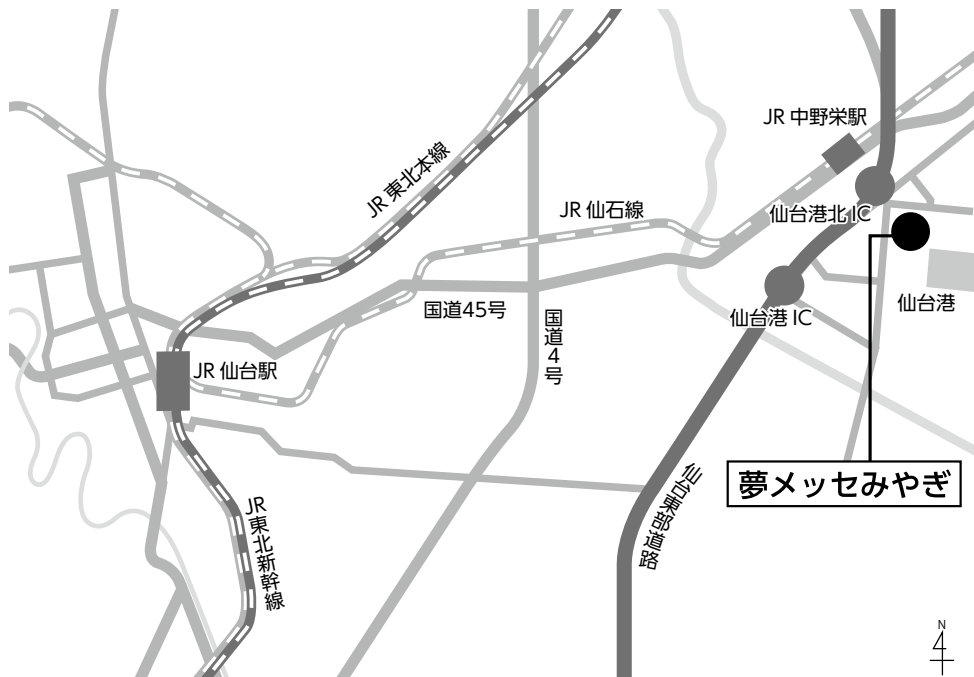 JR 中野栄駅
JR 東北本線
JR 仙石線
仙台港北 IC
国道45号
国道4号
仙台港 IC
仙台港
JR 仙台駅
夢メッセみやぎ
仙台東部道路
JR 東北新幹線
N